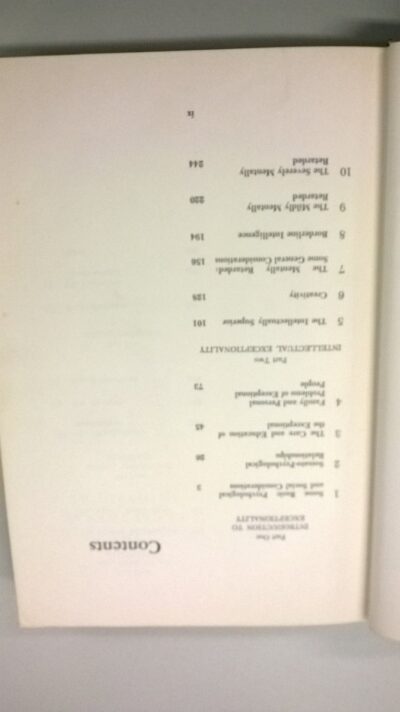 Contents
Part One
INTRODUCTION TO
EXCEPTIONALITY
1 Some Basic Psychological
and Social Considerations 3
2 Somato-Psychological
Relationships 26
3 The Care and Education of
the Exceptional 45
4 Family and Personal
Problems of Exceptional
People 73
Part Two
INTELLECTUAL EXCEPTIONALITY
5 The Intellectually Superior 101
6 Creativity 128
7 The Mentally Retarded:
Some General Considerations 156
8 Borderline Intelligence 194
9 The Mildly Mentally
Retarded 220
10 The Severely Mentally
Retarded 244
ix